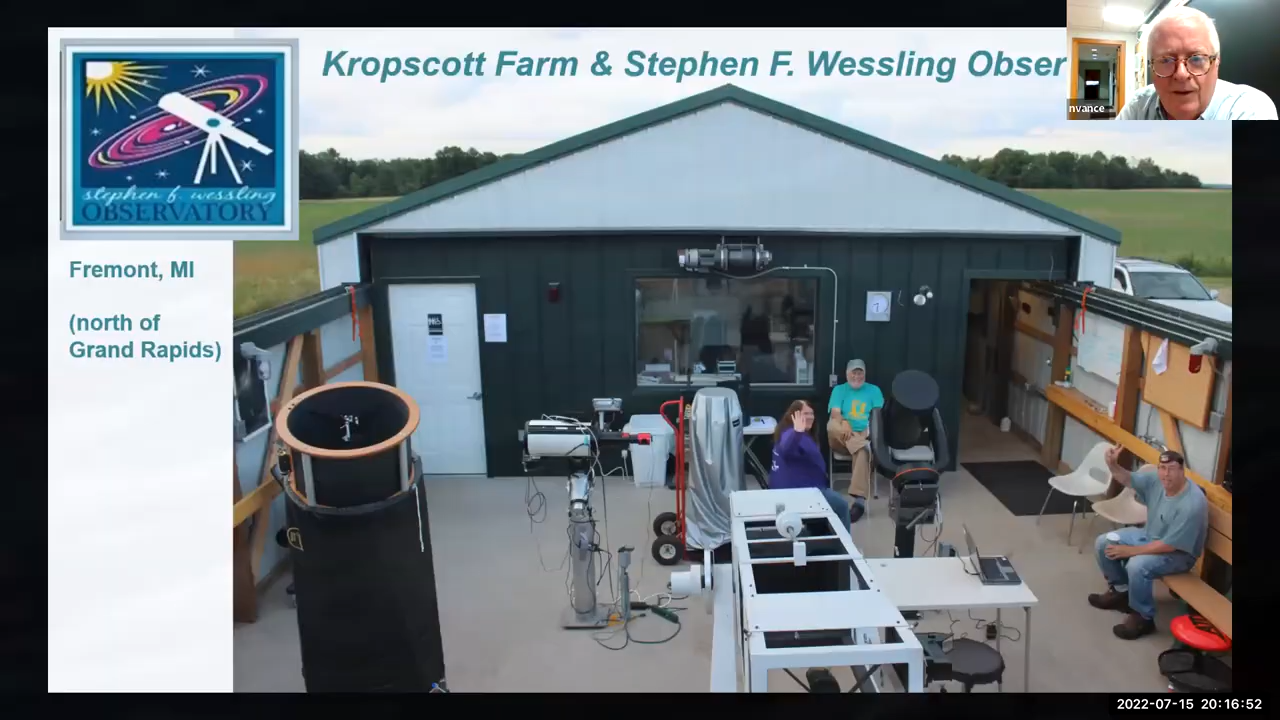 Kropscott Farm & Stephen F. Wessling Obser
nvance
stephen f. wessling
OBSERVATORY
Fremont, MI
(north of
Grand Rapids)
2022-07-15 20:16:52